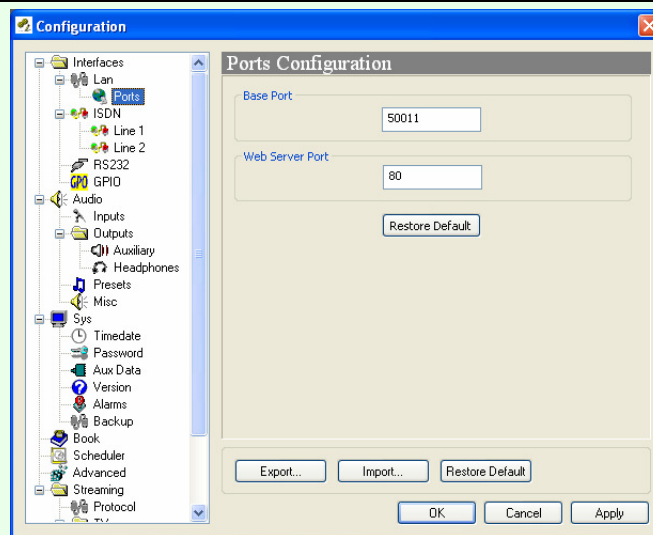 Configuration
Interfaces
Lan
Ports
ISDN
Line 1
Line 2
RS232
GPO GPIO
Audio
Inputs
Outputs
Auxiliary
Headphones
Presets
Misc
Sys
Timedate
Password
Aux Data
Version
Alarms
Backup
Book
Scheduler
Advanced
Streaming
Protocol
Ports Configuration
Base Port
50011
Web Server Port
80
Restore Default
Export... Import... Restore Default
OK Cancel Apply